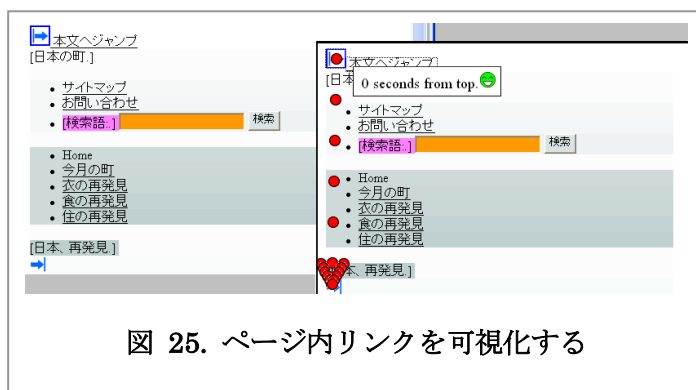 本文へジャンプ
[日本の町.]
サイトマップ
お問い合わせ
[検索語:.] 検索
Home
今月の町
衣の再発見
食の再発見
住の再発見
[日本、再発見.]
本文へジャンプ
[日本
0 seconds from top.
サイトマップ
お問い合わせ
[検索語:.] 検索
Home
今月の町
衣の再発見
食の再発見
住の再発見
本、再発見.]
図 25. ページ内リンクを可視化する